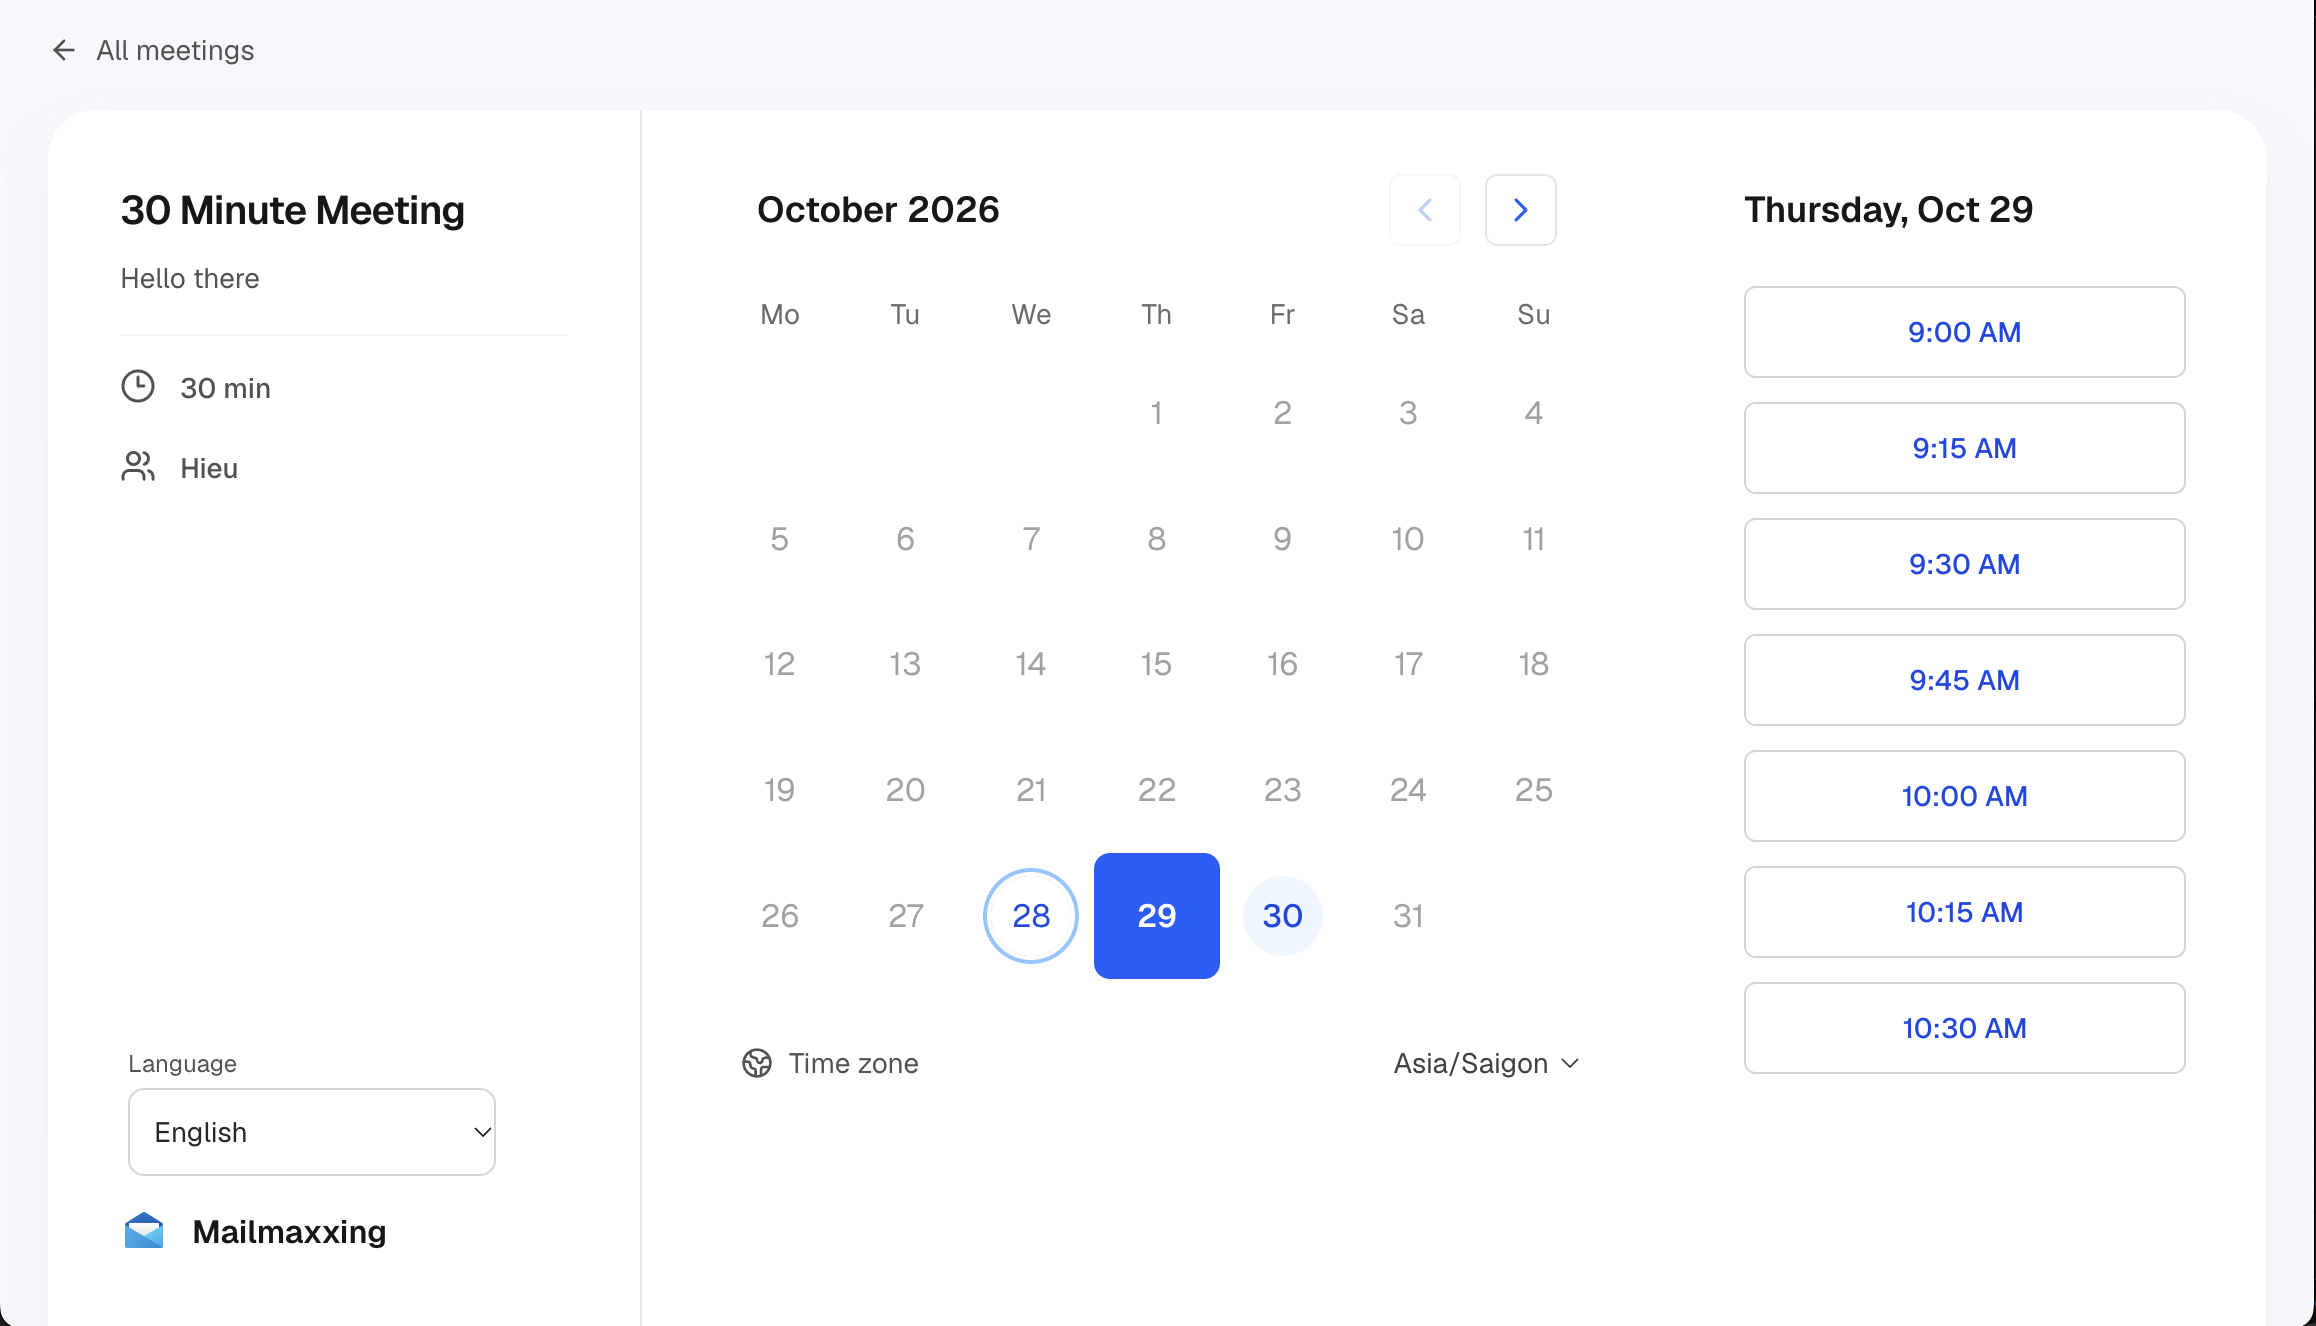 All meetings
30 Minute Meeting
Hello there
30 min
Hieu
Language
English
Mailmaxxing
October 2026
Mo Tu We Th Fr Sa Su
1 2 3 4
5 6 7 8 9 10 11
12 13 14 15 16 17 18
19 20 21 22 23 24 25
26 27 28 29 30 31
Time zone Asia/Saigon
Thursday, Oct 29
9:00 AM
9:15 AM
9:30 AM
9:45 AM
10:00 AM
10:15 AM
10:30 AM